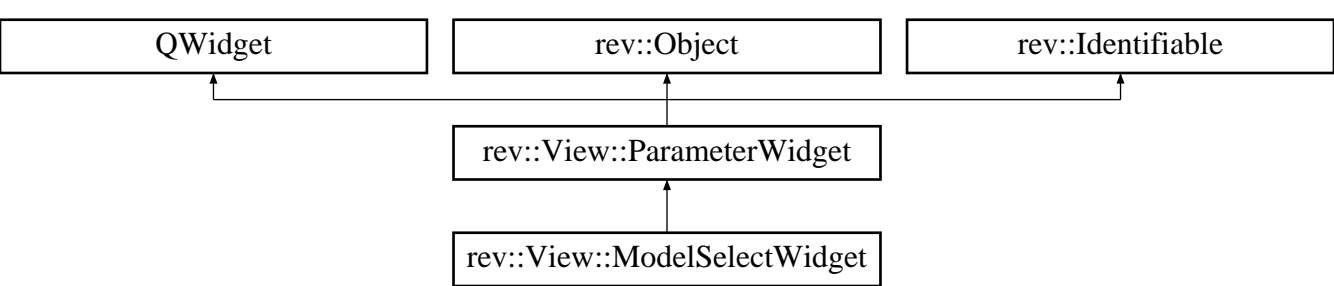 QWidget
rev::Object
rev::Identifiable
rev::View::ParameterWidget
rev::View::ModelSelectWidget